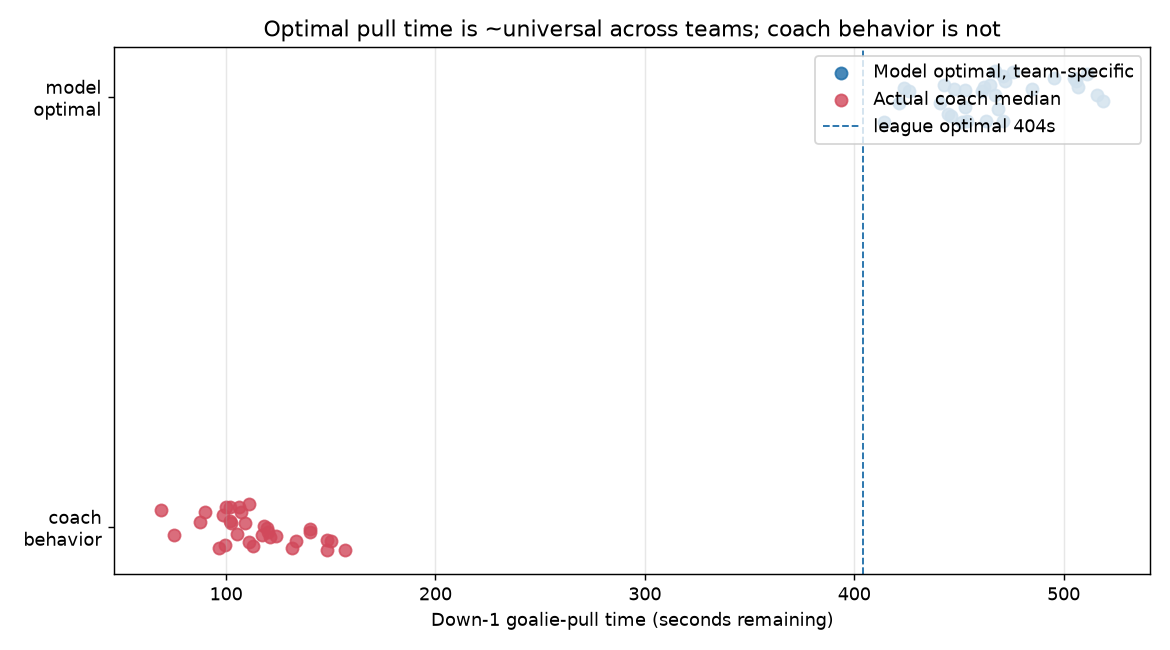 Optimal pull time is ~universal across teams; coach behavior is not
model
optimal
Model optimal, team-specific
Actual coach median
league optimal 404s
coach
behavior
100
200
300
400
500
Down-1 goalie-pull time (seconds remaining)